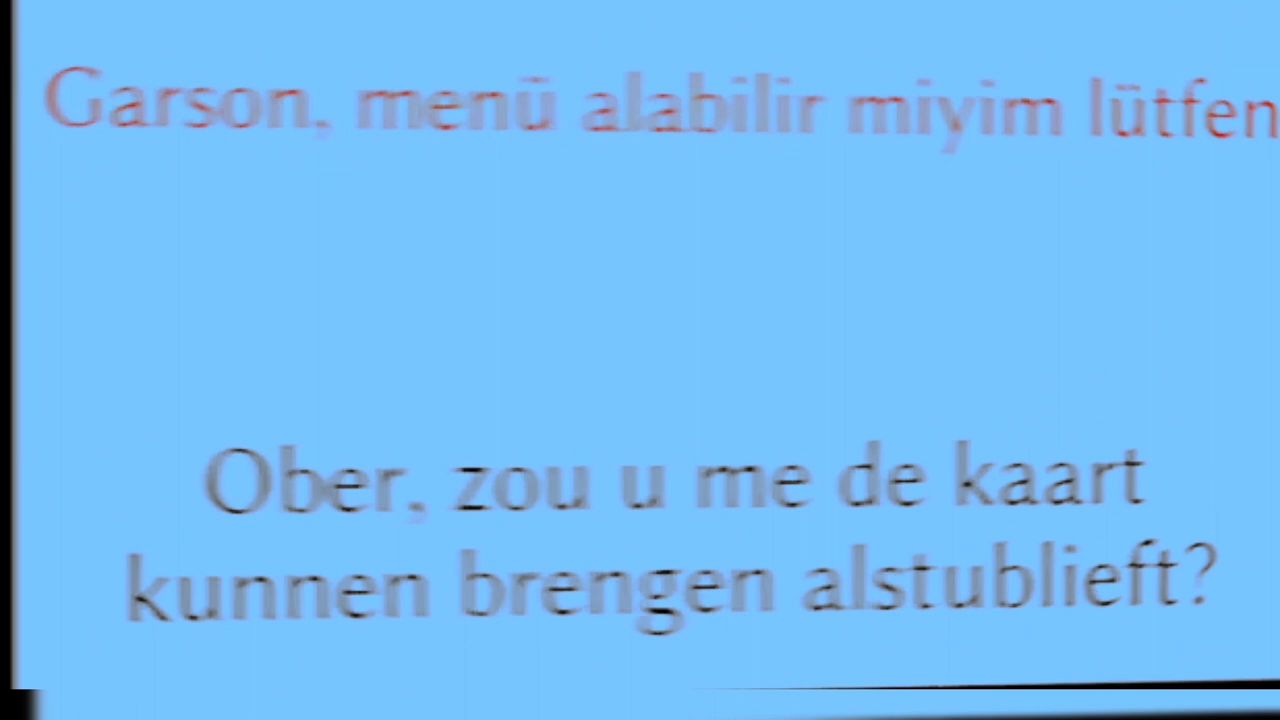 Garson, menü alabilir miyim lütfen
Ober, zou u me de kaart
kunnen brengen alstublieft?